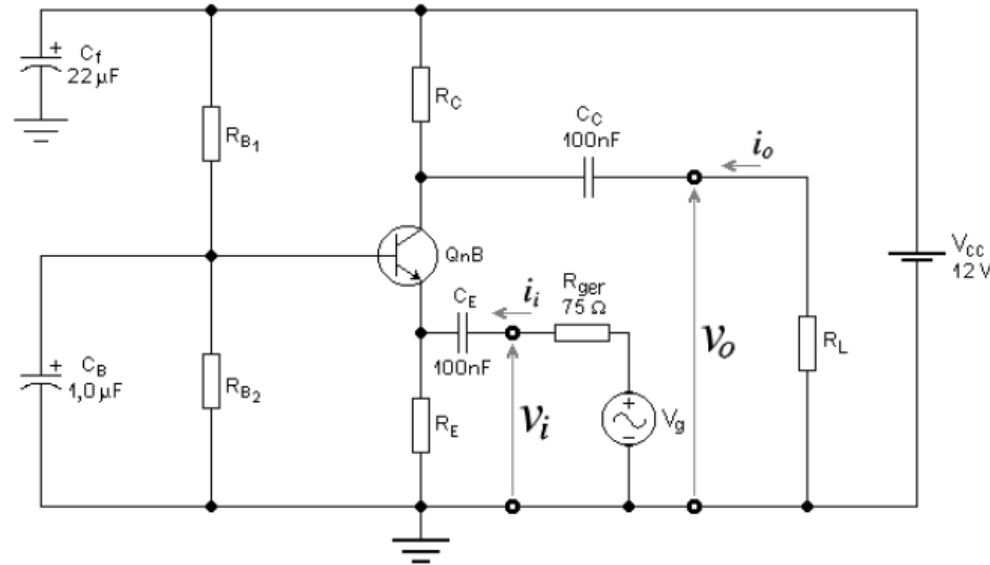 C_f
22 µF
R_B1
R_C
C_C
100nF
i_o
QnB
V_CC
12 V
C_E
100nF
i_i
R_ger
75 Ω
v_o
R_L
C_B
1,0 µF
R_B2
R_E
v_i
V_g